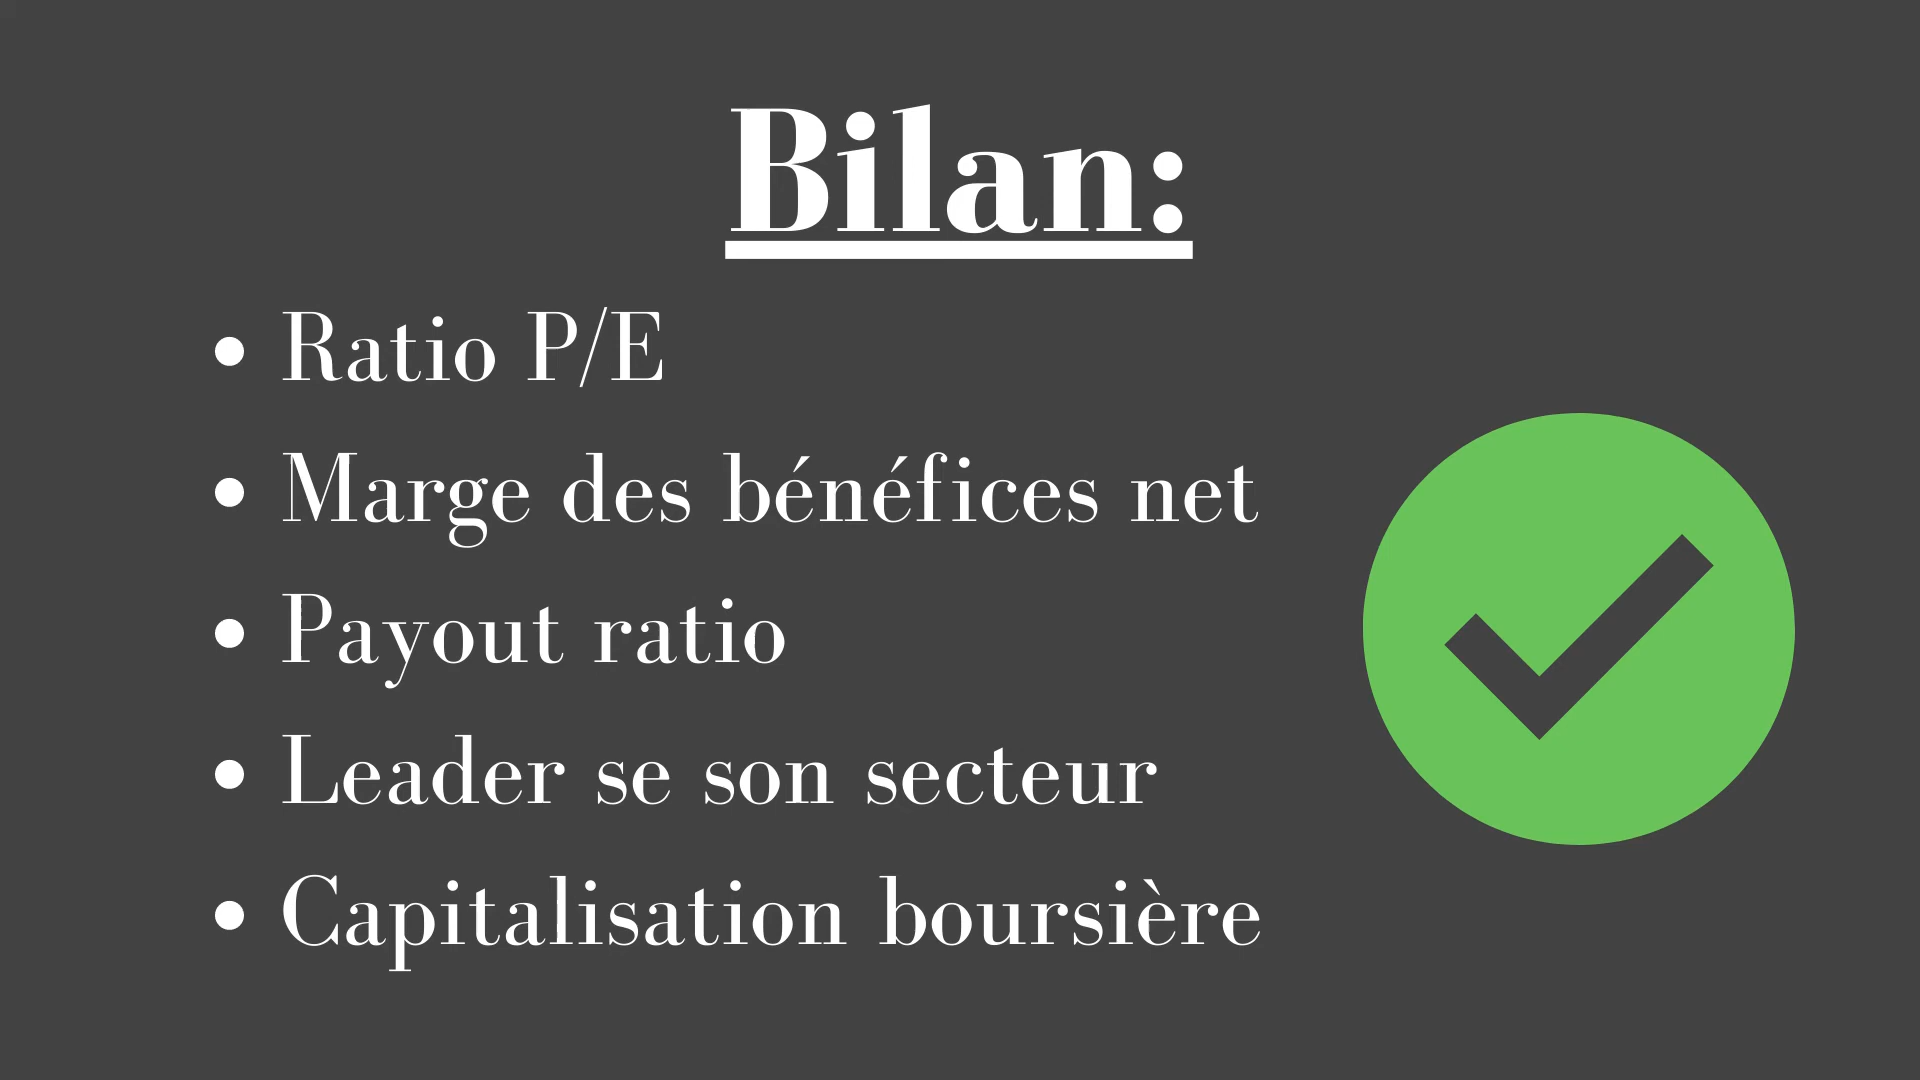 Bilan:
Ratio P/E
Marge des bénéfices net
Payout ratio
Leader se son secteur
Capitalisation boursière